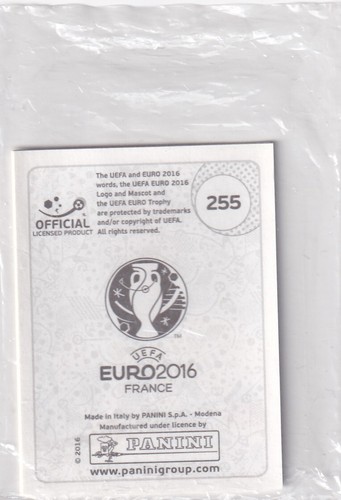 The UEFA and EURO 2016
words, the UEFA EURO 2016
Logo and Mascot and
the UEFA EURO Trophy
are protected by trademarks
and/or copyright of UEFA.
All rights reserved.
OFFICIAL
LICENSED PRODUCT
255
TM
UEFA
EURO2016
FRANCE
Made in Italy by PANINI S.p.A. - Modena
Manufactured under licence by
PANINI
www.paninigroup.com
© 2016